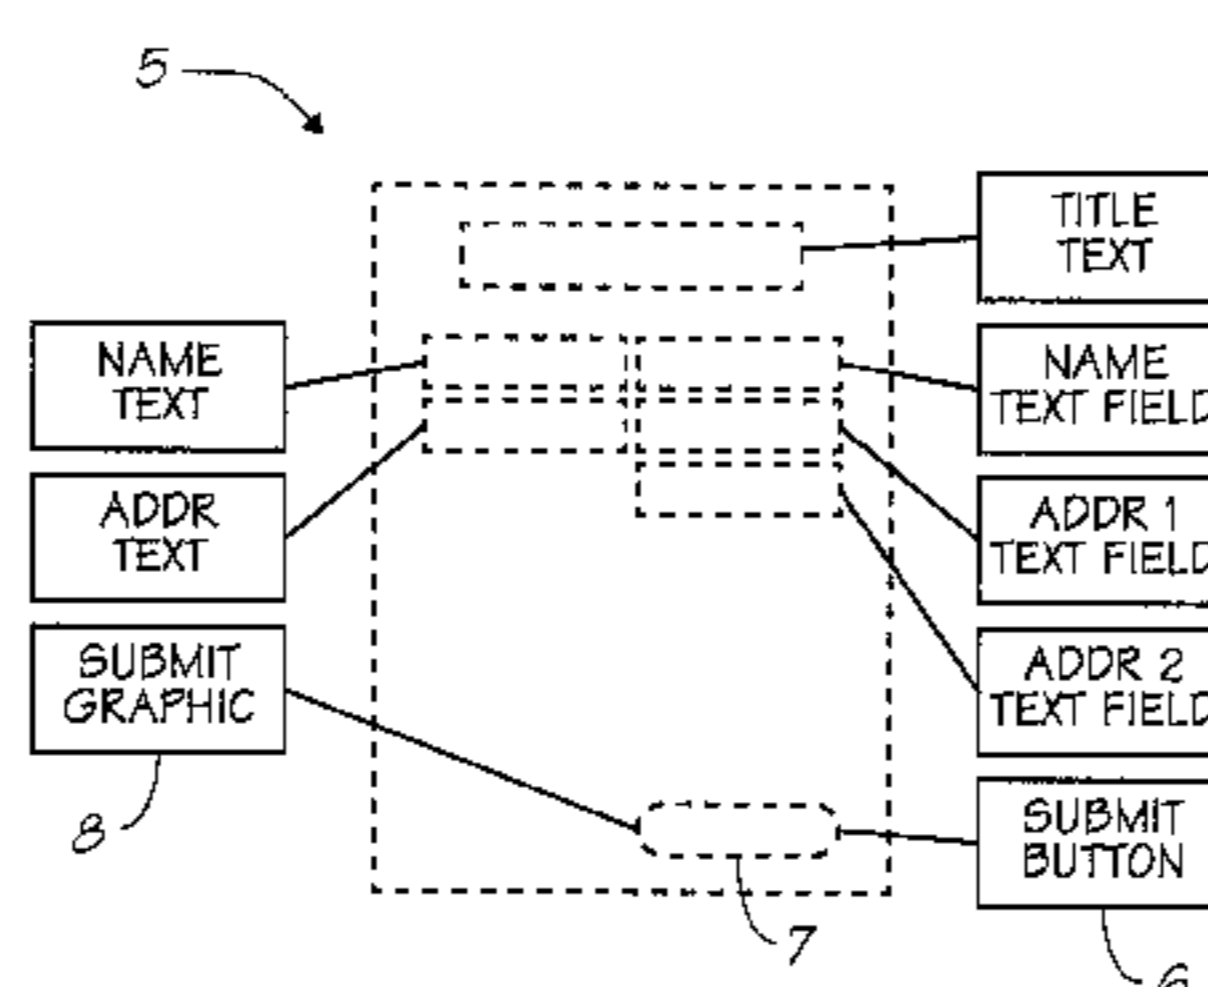 5
TITLE
TEXT
NAME
TEXT
NAME
TEXT FIELD
ADDR
TEXT
ADDR 1
TEXT FIELD
SUBMIT
GRAPHIC
ADDR 2
TEXT FIELD
8
SUBMIT
BUTTON
7
6